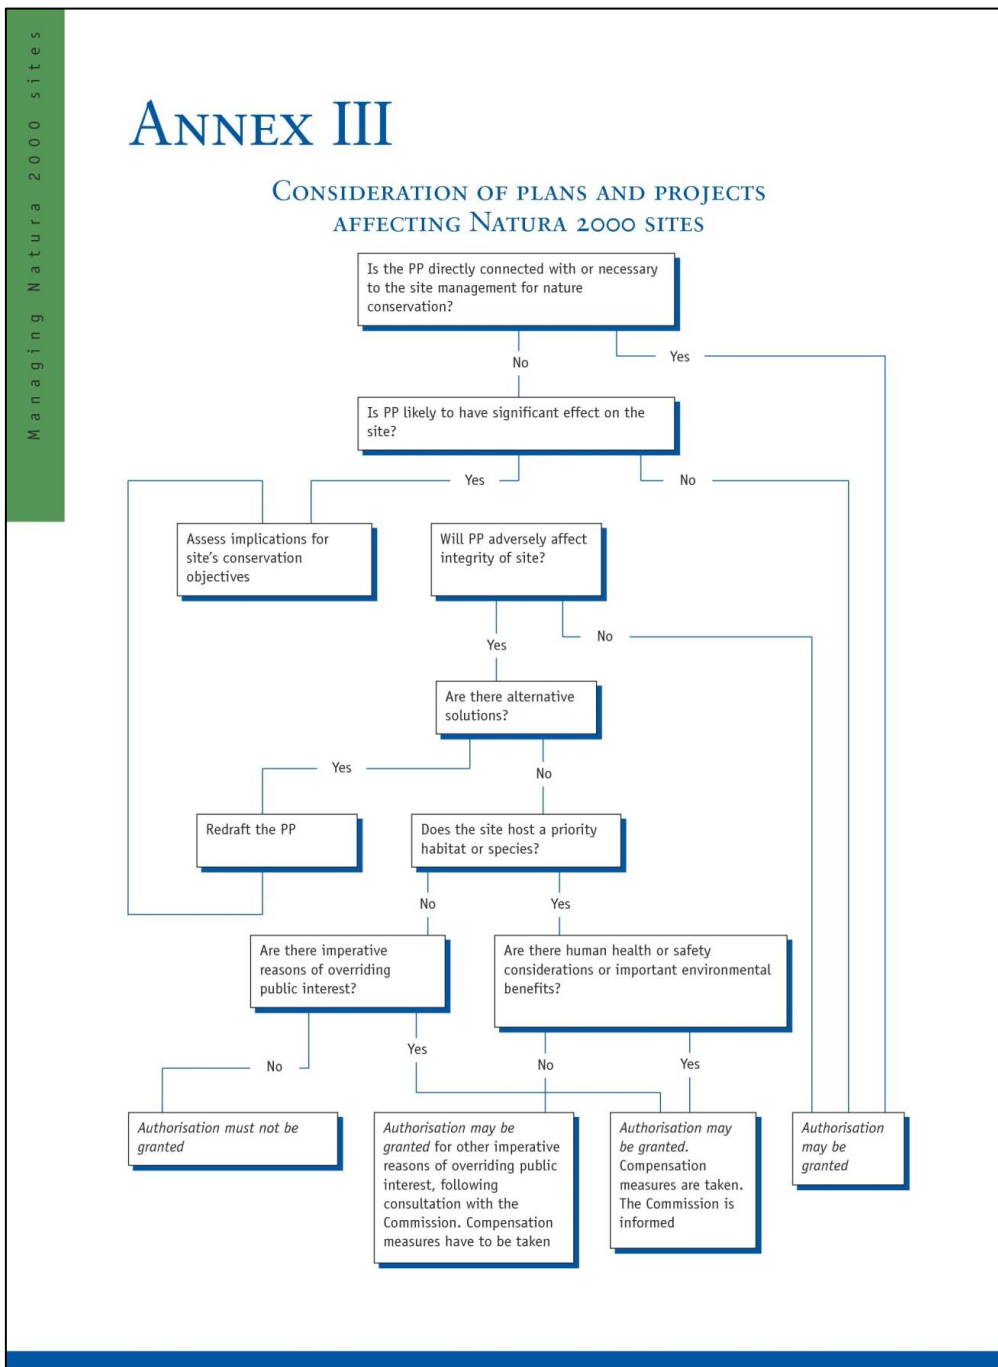 Managing Natura 2000 sites
ANNEX III
CONSIDERATION OF PLANS AND PROJECTS
AFFECTING NATURA 2000 SITES
Is the PP directly connected with or necessary
to the site management for nature
conservation?
No
Yes
Is PP likely to have significant effect on the
site?
Yes
No
Assess implications for
site's conservation
objectives
Will PP adversely affect
integrity of site?
Yes
No
Are there alternative
solutions?
Yes
No
Redraft the PP
Does the site host a priority
habitat or species?
No
Yes
Are there imperative
reasons of overriding
public interest?
Are there human health or safety
considerations or important environmental
benefits?
No
Yes
No
Yes
Authorisation must not be
granted
Authorisation may be
granted for other imperative
reasons of overriding public
interest, following
consultation with the
Commission. Compensation
measures have to be taken
Authorisation may
be granted.
Compensation
measures are taken.
The Commission is
informed
Authorisation
may be
granted